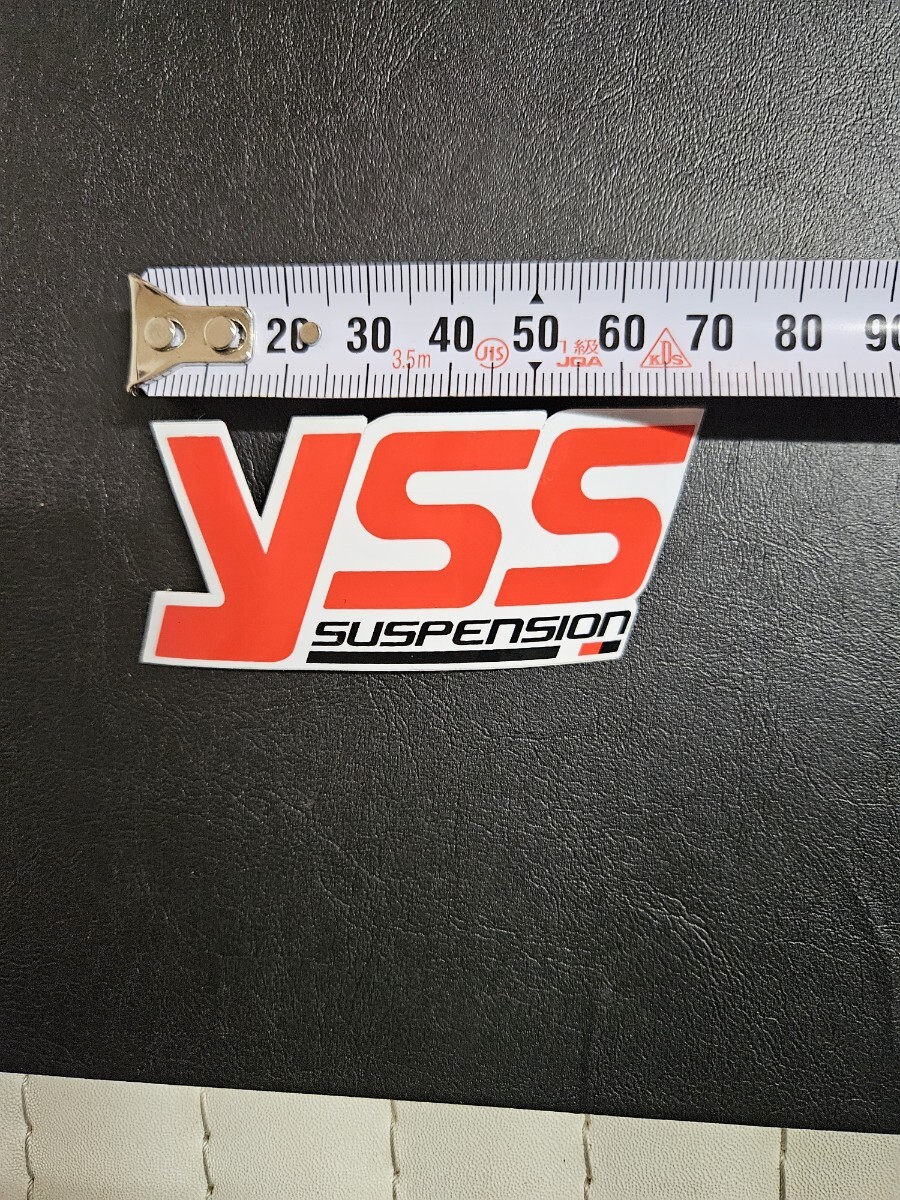 20 30 40 50 60 70 80 90
3.5m JIS 1級 JQA KDS
YSS
SUSPENSION